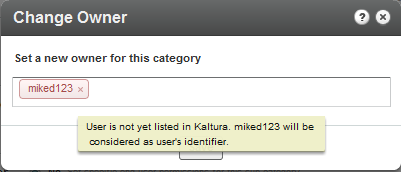 Change Owner
Set a new owner for this category
miked123 ×
User is not yet listed in Kaltura. miked123 will be
considered as user's identifier.